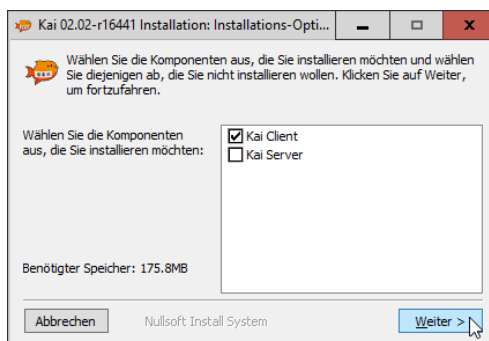 Kai 02.02-r16441 Installation: Installations-Opti...
Wählen Sie die Komponenten aus, die Sie installieren möchten und wählen
Sie diejenigen ab, die Sie nicht installieren wollen. Klicken Sie auf Weiter,
um fortzufahren.
Wählen Sie die Komponenten
aus, die Sie installieren möchten:
Kai Client
Kai Server
Benötigter Speicher: 175.8MB
Abbrechen
Nullsoft Install System
Weiter >